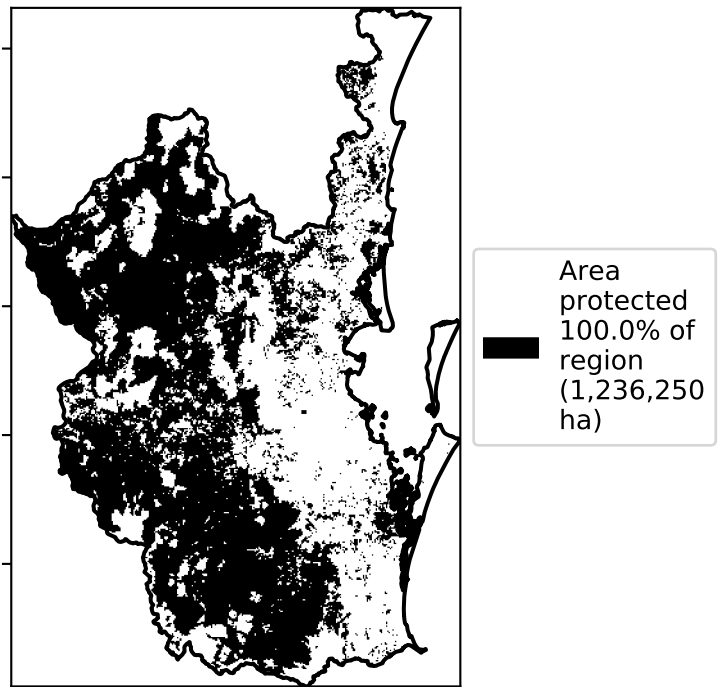 Area
protected
100.0% of
region
(1,236,250
ha)